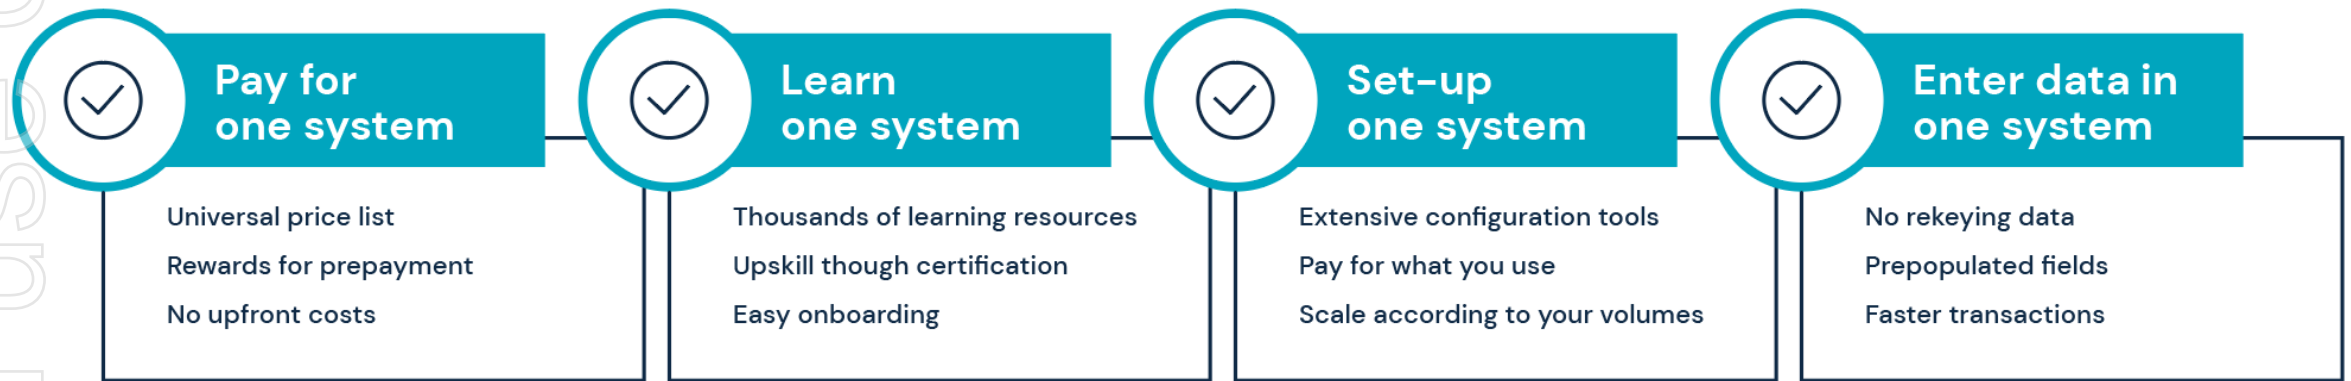 Pay for
one system
Universal price list
Rewards for prepayment
No upfront costs
Learn
one system
Thousands of learning resources
Upskill though certification
Easy onboarding
Set-up
one system
Extensive configuration tools
Pay for what you use
Scale according to your volumes
Enter data in
one system
No rekeying data
Prepopulated fields
Faster transactions